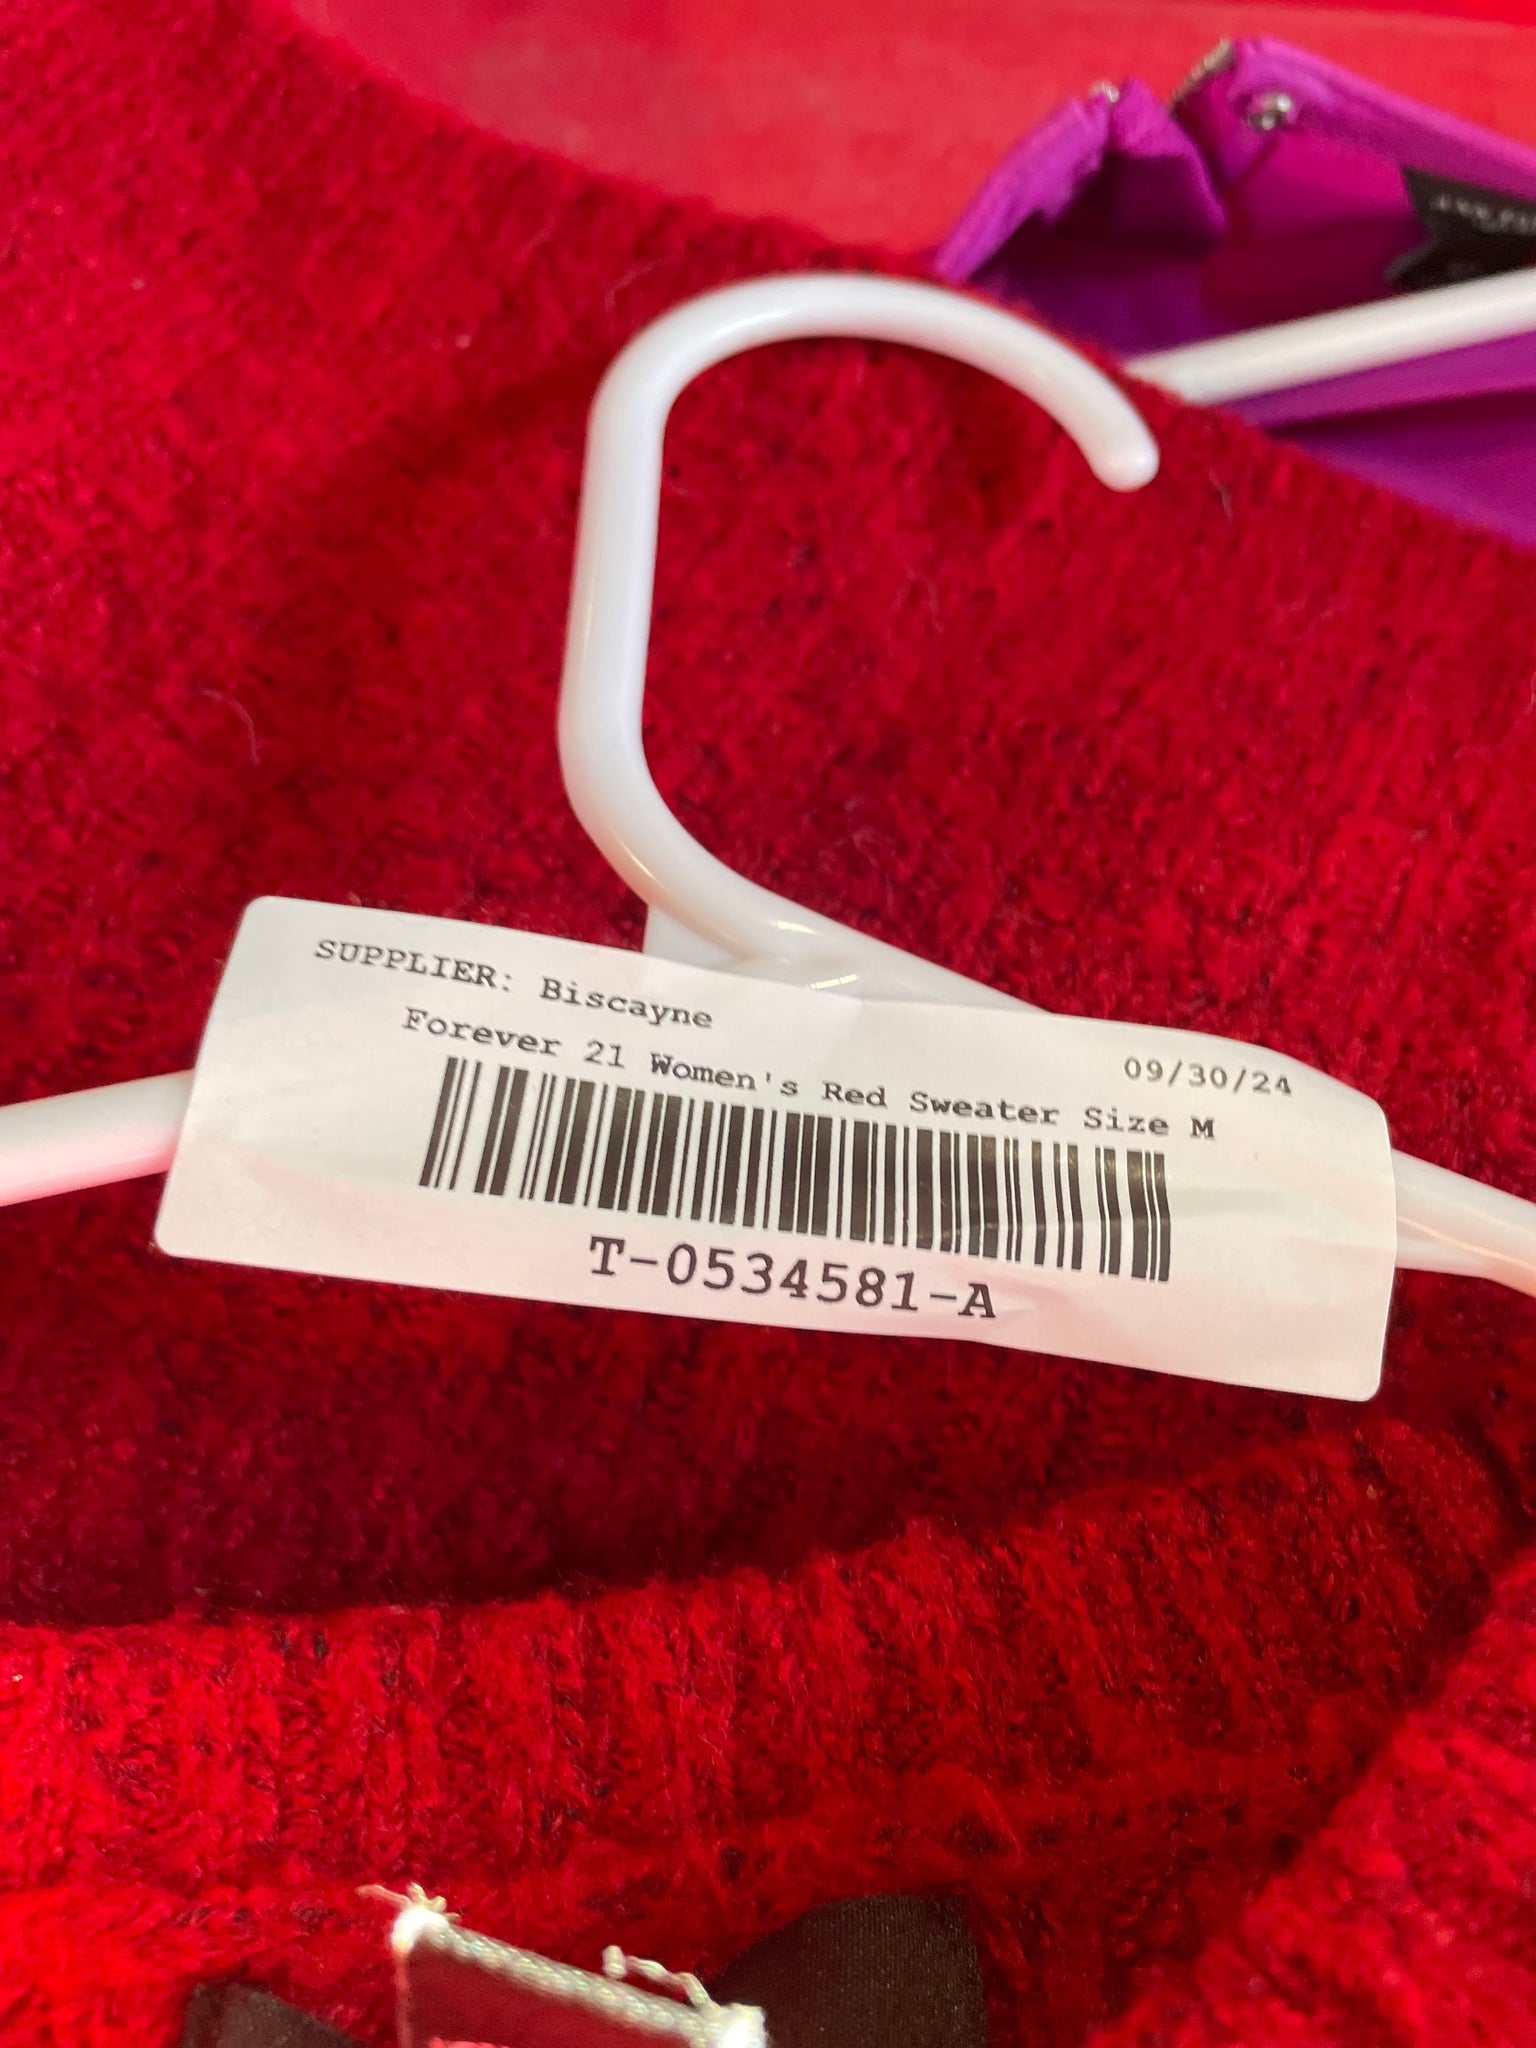 SUPPLIER: Biscayne
09/30/24
Forever 21 Women's Red Sweater Size M
T-0534581-A